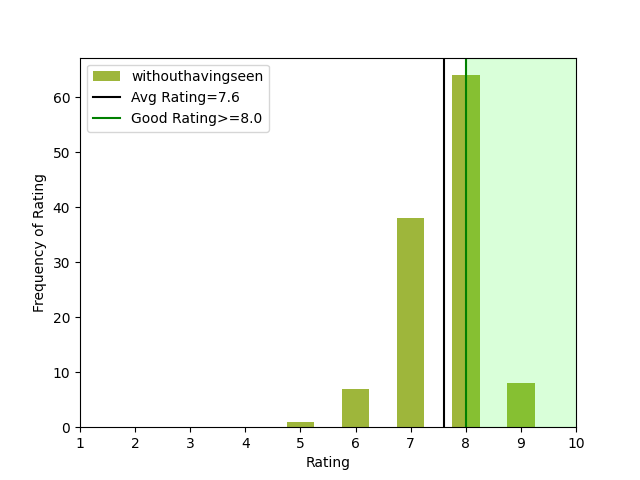 withouthavingseen
Avg Rating=7.6
Good Rating>=8.0
60
50
40
30
20
10
0
Frequency of Rating
1 2 3 4 5 6 7 8 9 10
Rating